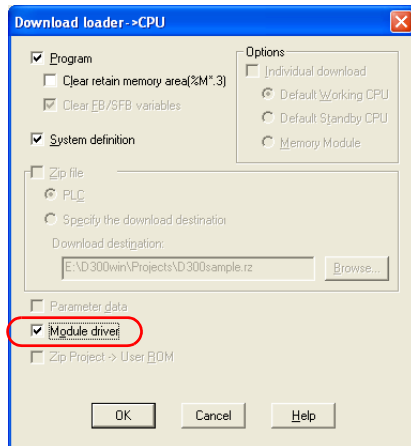 Download loader->CPU
Program
Clear retain memory area(%M*.3)
Clear FB/SFB variables
System definition
Options
Individual download
Default Working CPU
Default Standby CPU
Memory Module
Zip file
PLC
Specify the download destinatior
Download destination:
E:\D300win\Projects\D300sample.rz
Browse...
Parameter data
Module driver
Zip Project -> User ROM
OK
Cancel
Help